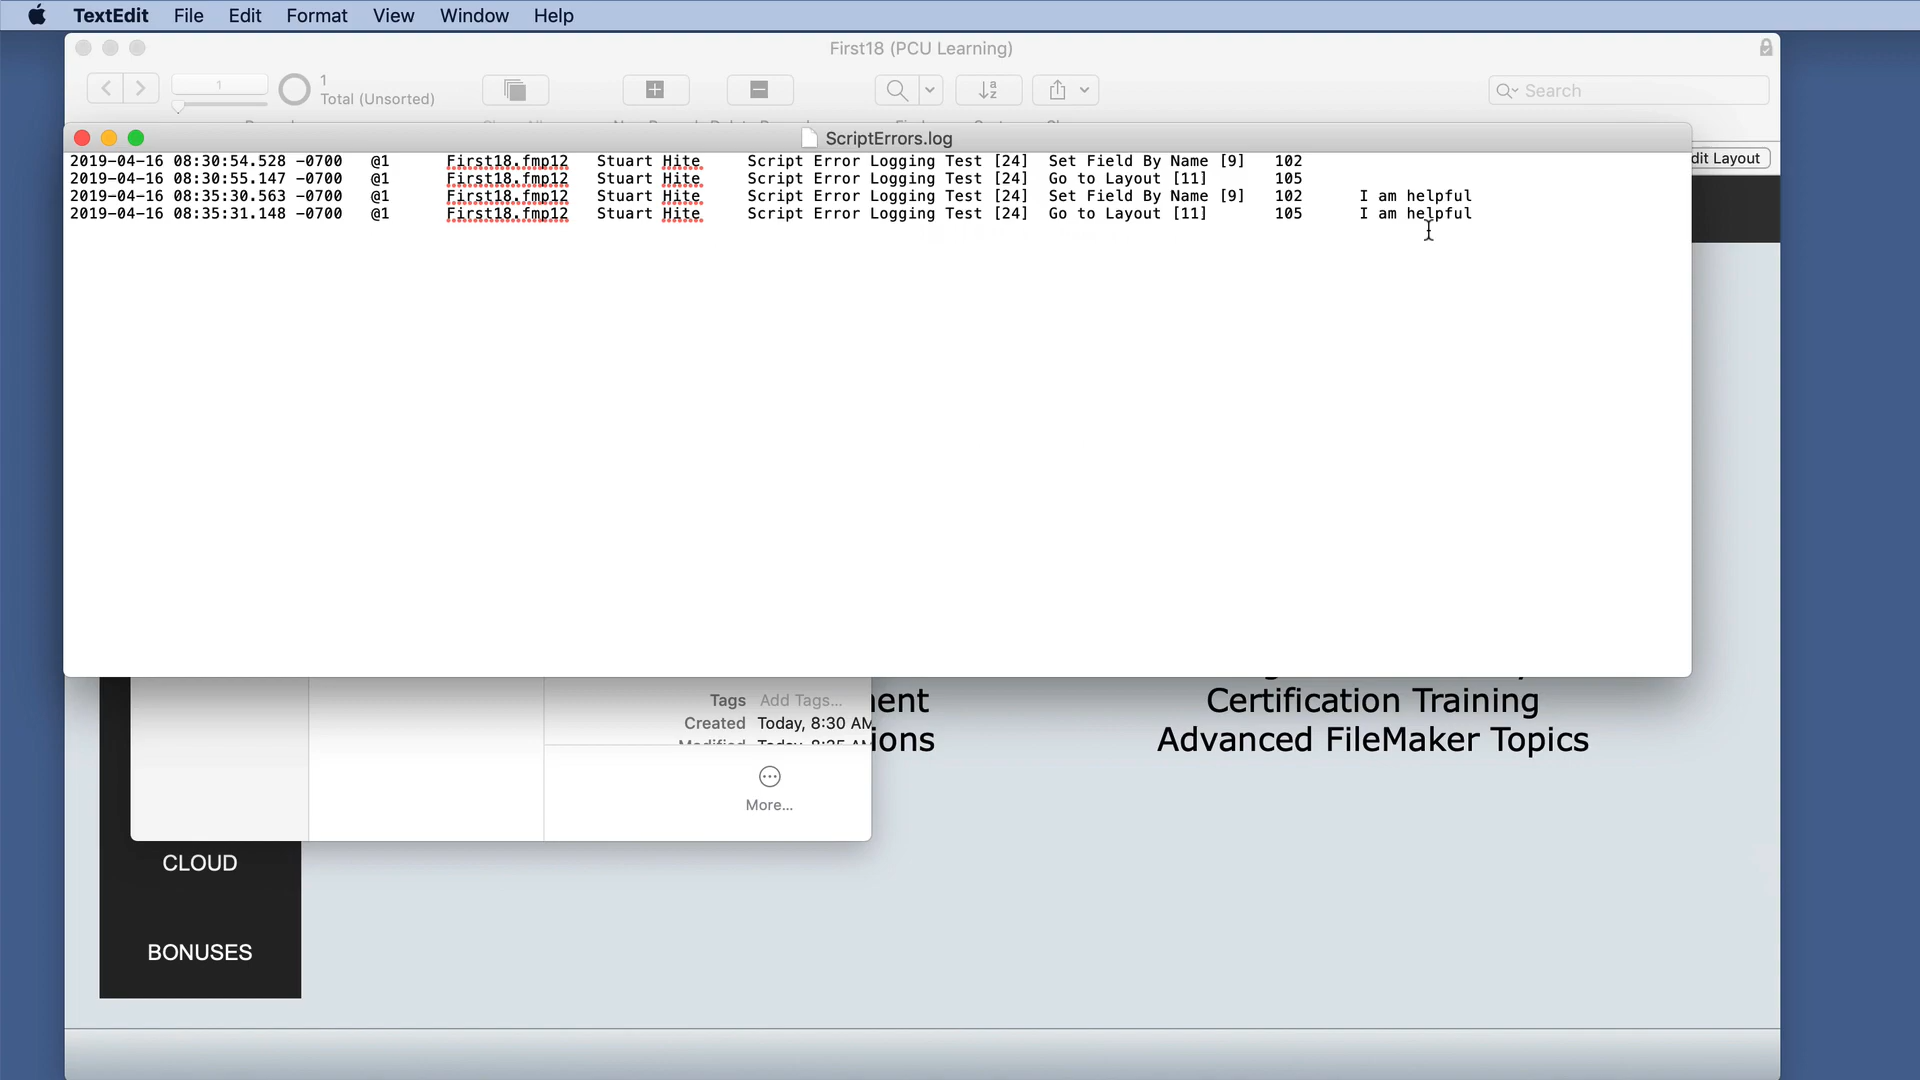 TextEdit File Edit Format View Window Help
First18 (PCU Learning)
1
1
Total (Unsorted)
Search
ScriptErrors.log
dit Layout
2019-04-16 08:30:54.528 -0700 @1 First18.fmp12 Stuart Hite Script Error Logging Test [24] Set Field By Name [9] 102
2019-04-16 08:30:55.147 -0700 @1 First18.fmp12 Stuart Hite Script Error Logging Test [24] Go to Layout [11] 105
2019-04-16 08:35:30.563 -0700 @1 First18.fmp12 Stuart Hite Script Error Logging Test [24] Set Field By Name [9] 102 I am helpful
2019-04-16 08:35:31.148 -0700 @1 First18.fmp12 Stuart Hite Script Error Logging Test [24] Go to Layout [11] 105 I am helpful
Tags Add Tags...
Created Today, 8:30 AM
Modified Today, 8:35 AM
More...
ent
ions
Certification Training
Advanced FileMaker Topics
CLOUD
BONUSES